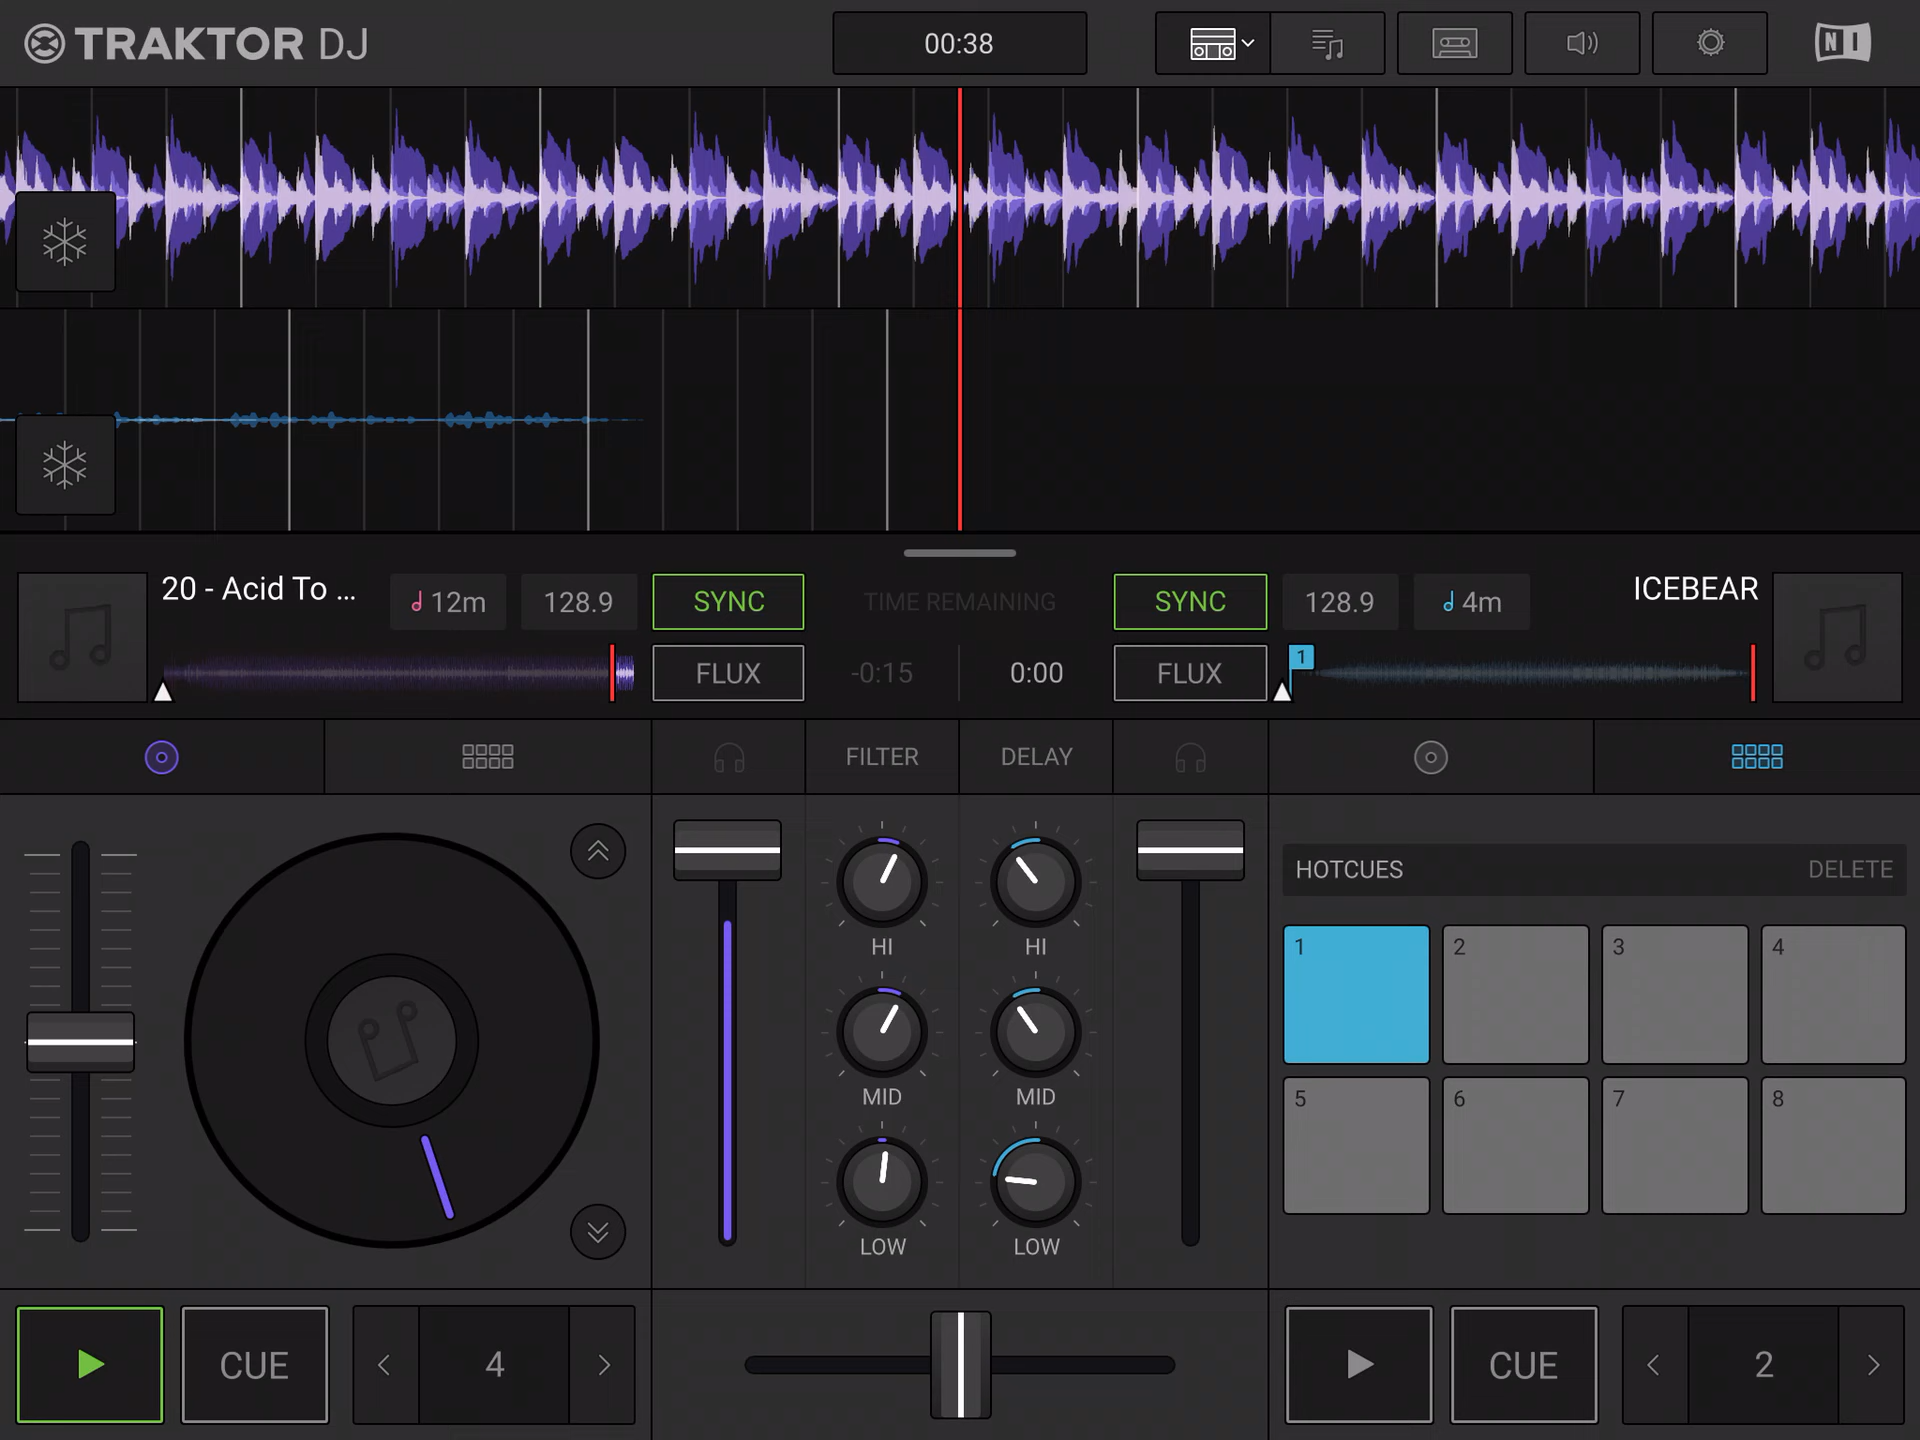 TRAKTOR DJ
00:38
NI
20 - Acid To ...
12m
128.9
SYNC
TIME REMAINING
SYNC
128.9
4m
ICEBEAR
FLUX
-0:15
0:00
FLUX
1
FILTER
DELAY
HOTCUES
DELETE
HI
HI
1
2
3
4
MID
MID
5
6
7
8
LOW
LOW
CUE
4
CUE
2